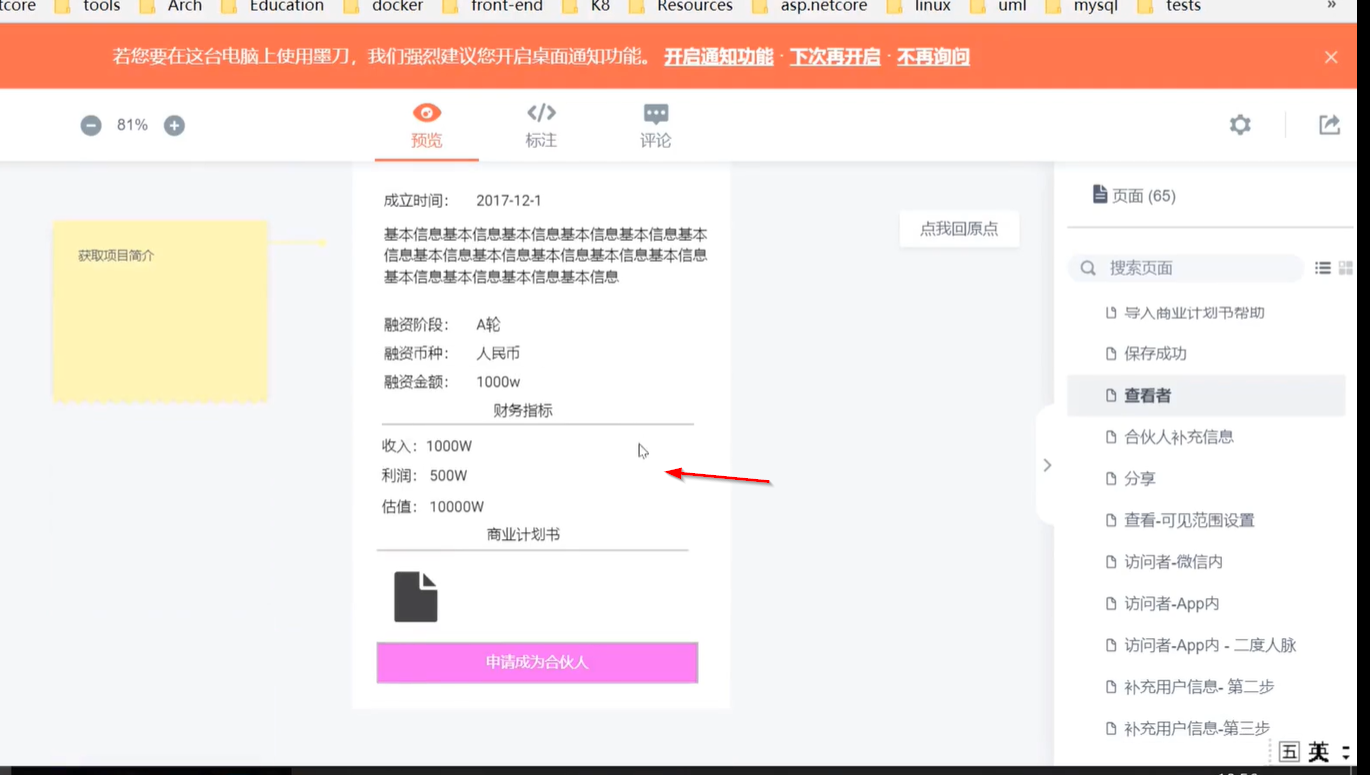 tcore tools Arch Education docker front-end K8 Resources asp.netcore linux uml mysql tests »
若您要在这台电脑上使用墨刀，我们强烈建议您开启桌面通知功能。 开启通知功能 · 下次再开启 · 不再询问
81%
预览 标注 评论
页面 (65)
搜索页面
获取项目简介
点我回原点
成立时间： 2017-12-1
基本信息基本信息基本信息基本信息基本信息基本
信息基本信息基本信息基本信息基本信息基本信息
基本信息基本信息基本信息基本信息
融资阶段： A轮
融资币种： 人民币
融资金额： 1000w
财务指标
收入：1000W
利润： 500W
估值： 10000W
商业计划书
申请成为合伙人
导入商业计划书帮助
保存成功
查看者
合伙人补充信息
分享
查看-可见范围设置
访问者-微信内
访问者-App内
访问者-App内 - 二度人脉
补充用户信息- 第二步
补充用户信息-第三步
五 英